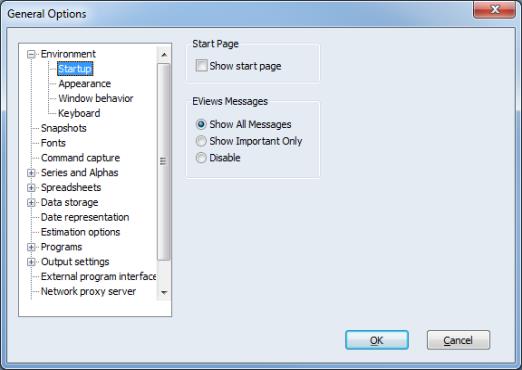 General Options
Environment
Startup
Appearance
Window behavior
Keyboard
Snapshots
Fonts
Command capture
Series and Alphas
Spreadsheets
Data storage
Date representation
Estimation options
Programs
Output settings
External program interface
Network proxy server
Start Page
Show start page
EViews Messages
Show All Messages
Show Important Only
Disable
OK
Cancel